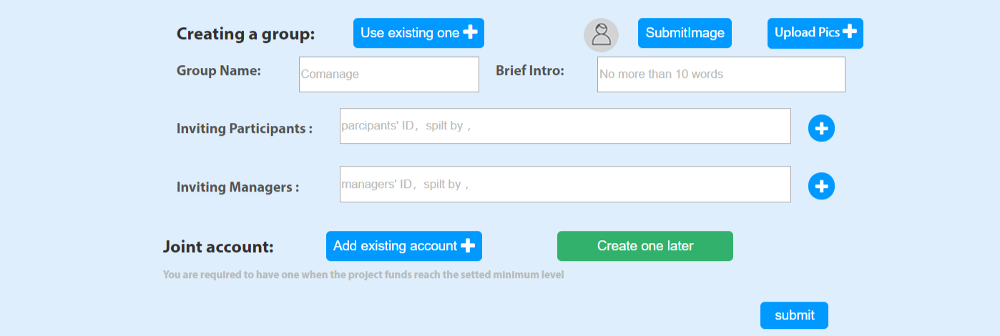 Creating a group: Use existing one SubmitImage Upload Pics
Group Name: Comanage Brief Intro: No more than 10 words
Inviting Participants : parcipants' ID，spilt by ，
Inviting Managers : managers' ID，spilt by ，
Joint account: Add existing account Create one later
You are required to have one when the project funds reach the setted minimum level
submit